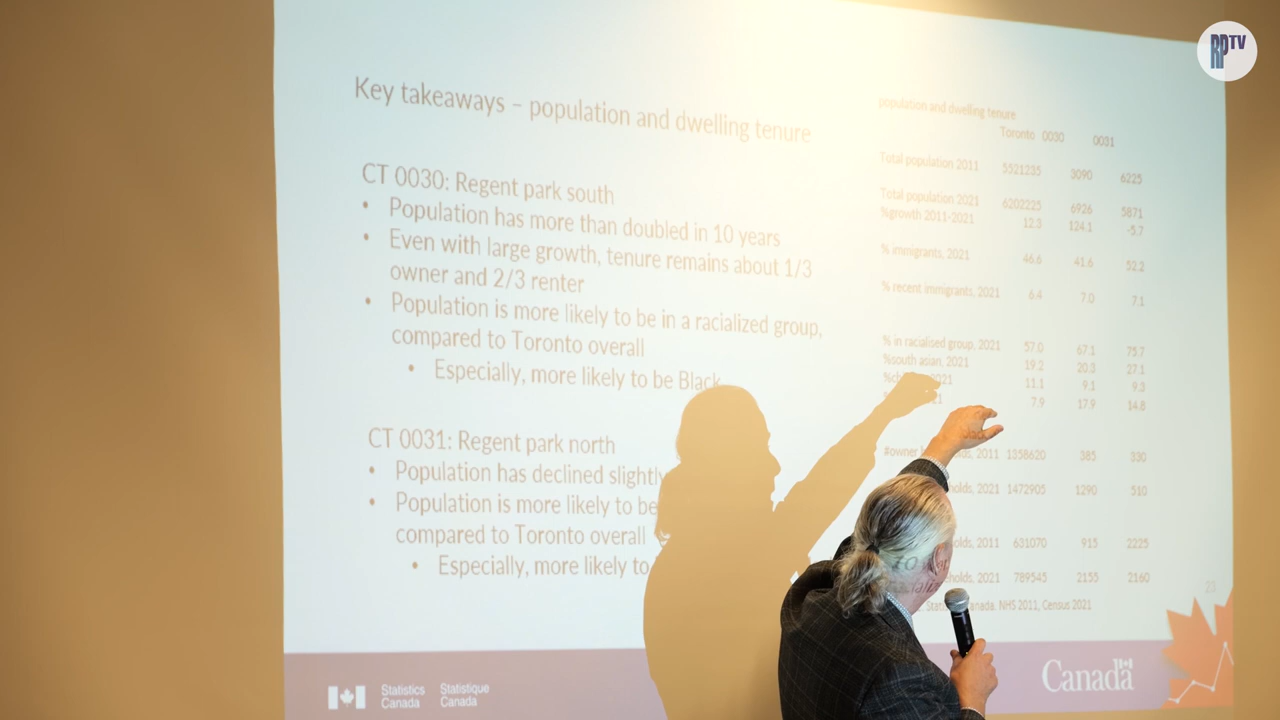 RPTV
Key takeaways – population and dwelling tenure
CT 0030: Regent park south
• Population has more than doubled in 10 years
• Even with large growth, tenure remains about 1/3
owner and 2/3 renter
• Population is more likely to be in a racialized group,
compared to Toronto overall
• Especially, more likely to be Black
CT 0031: Regent park north
• Population has declined slightly
• Population is more likely to be
compared to Toronto overall
• Especially, more likely to
population and dwelling tenure
Toronto 0030 0031
Total population 2011 5521235 3090 6225
Total population 2021 6202225 6926 5871
%growth 2011-2021 12.3 124.1 -5.7
% immigrants, 2021 46.6 41.6 52.2
% recent immigrants, 2021 6.4 7.0 7.1
% in racialised group, 2021 57.0 67.1 75.7
%south asian, 2021 19.2 20.3 27.1
2021 11.1 9.1 9.3
7.9 17.9 14.8
#owner 2011 1358620 385 330
2021 1472905 1290 510
2011 631070 915 2225
2021 789545 2155 2160
NHS 2011, Census 2021
23
Statistics Statistique
Canada Canada
Canada